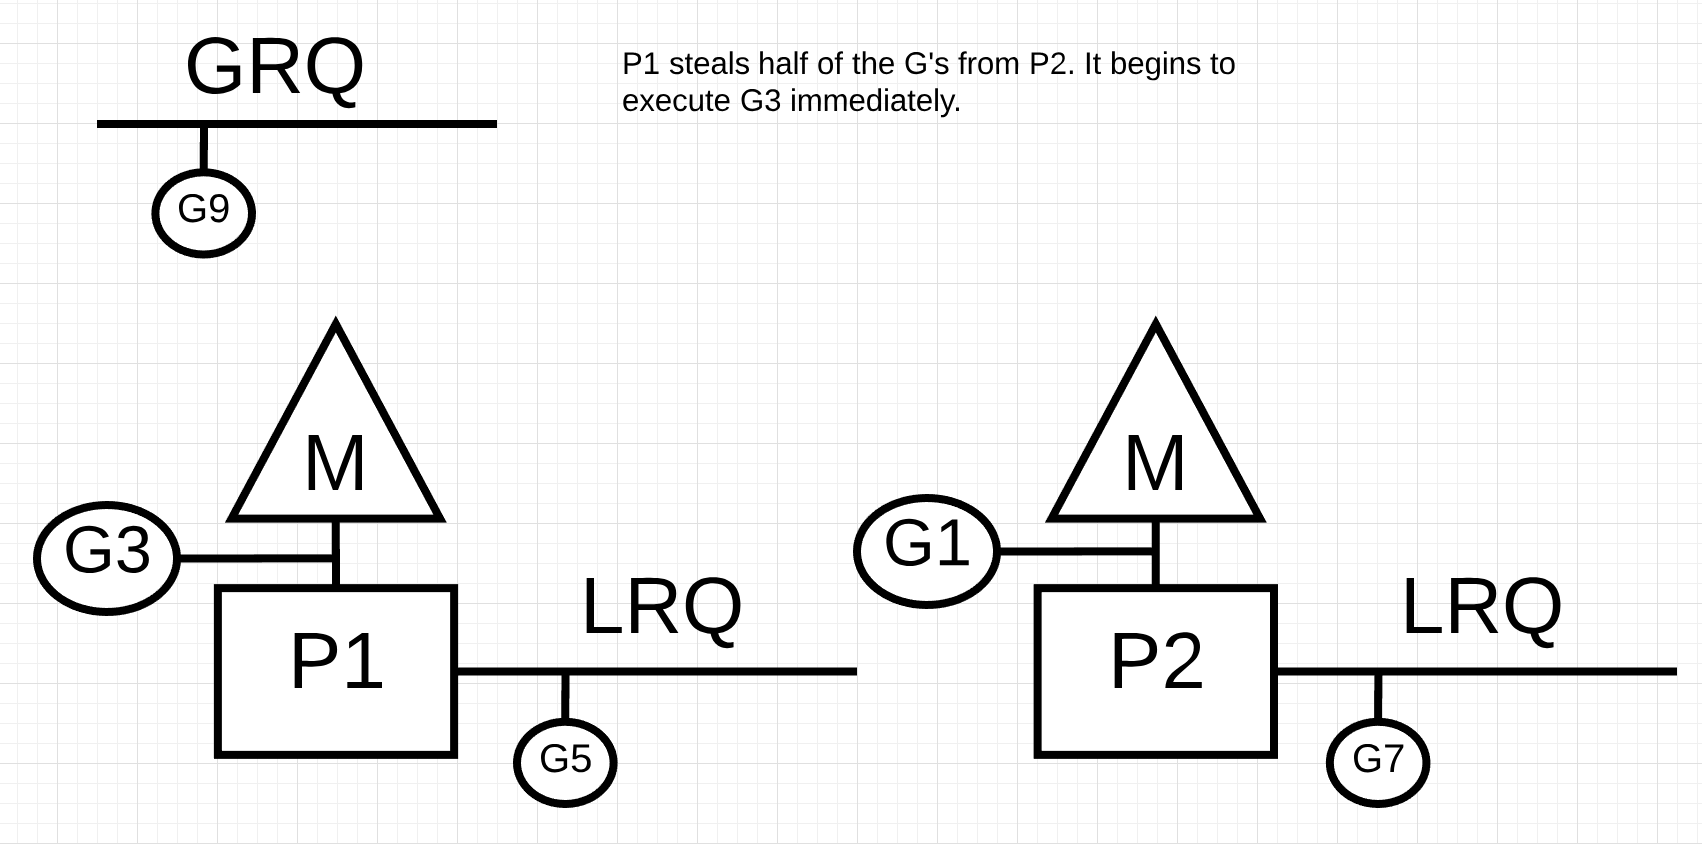 GRQ
P1 steals half of the G's from P2. It begins to
execute G3 immediately.
G9
M
M
G3
G1
LRQ
LRQ
P1
P2
G5
G7